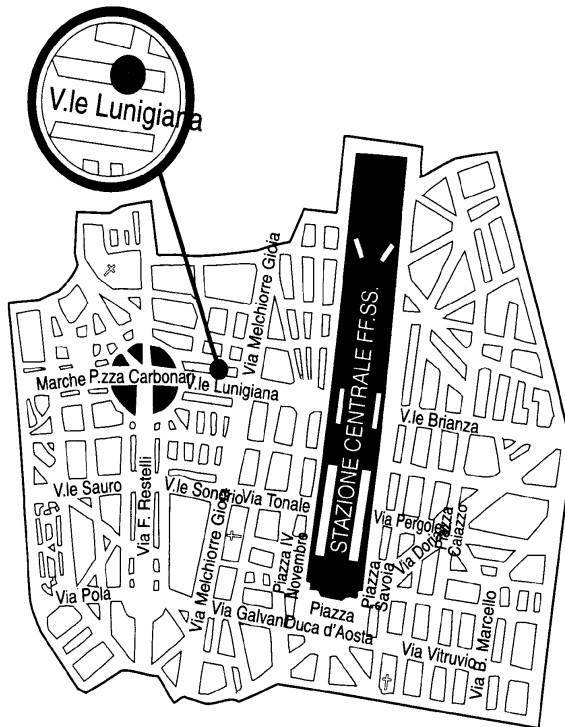 V.le Lunigiana
Via Melchiorre Gioia
STAZIONE CENTRALE FF.SS.
Marche
P.zza Carbonari
V.le Lunigiana
V.le Brianza
V.le Sauro
Via F. Restelli
V.le Sondrio
Via Tonale
Via Melchiorre Gioia
Piazza IV
Novembre
Via Pergolesi
Via Doria
Piazza
Caiazzo
Via Pola
Via Galvani
Piazza
Duca d'Aosta
Piazza
Savoia
Via Vitruvio
Via B. Marcello